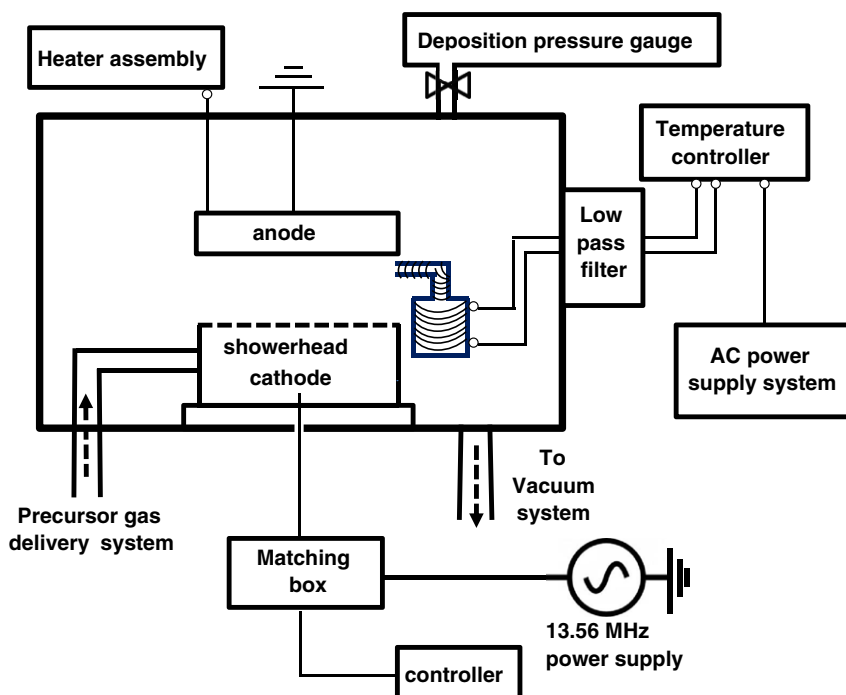 Deposition pressure gauge
Heater assembly
Temperature
controller
Low
pass
filter
anode
showerhead
cathode
AC power
supply system
To
Vacuum
system
Precursor gas
delivery system
Matching
box
13.56 MHz
power supply
controller